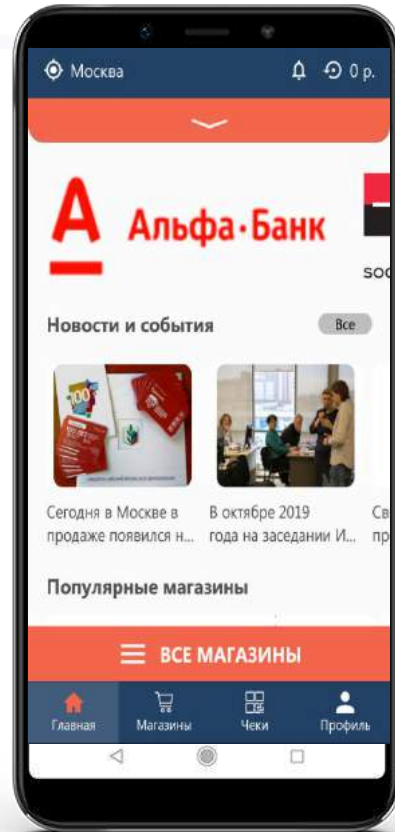 Москва
0 р.
А
Альфа·Банк
SOC
Новости и события
Все
100
Сегодня в Москве в
продаже появился н...
В октябре 2019
года на заседании И...
Св
пр
Популярные магазины
ВСЕ МАГАЗИНЫ
Главная
Магазины
Чеки
Профиль